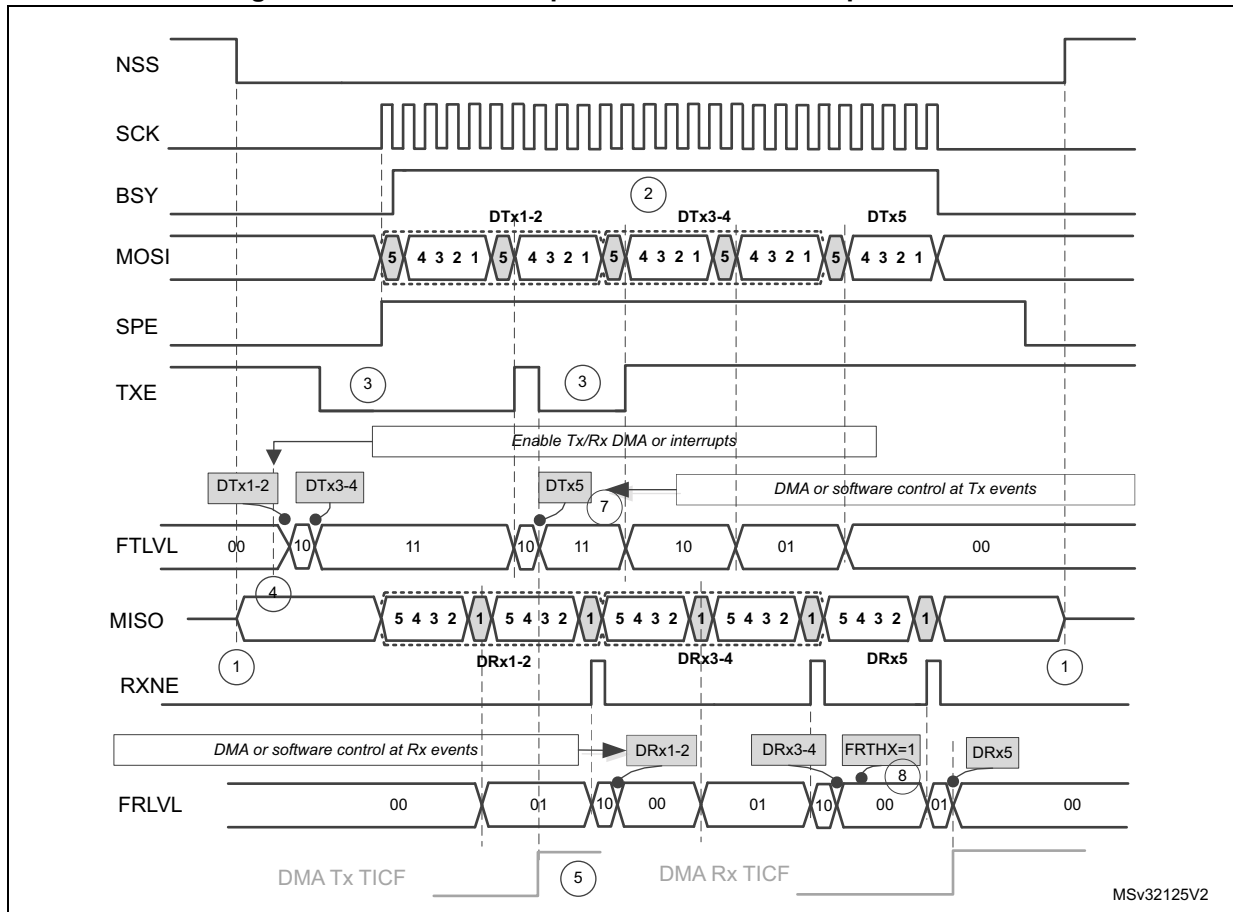 NSS
SCK
BSY
2
DTx1-2
DTx3-4
DTx5
MOSI
5 4 3 2 1 5 4 3 2 1 5 4 3 2 1 5 4 3 2 1 5 4 3 2 1
SPE
TXE
3
3
Enable Tx/Rx DMA or interrupts
DTx1-2
DTx3-4
DTx5
DMA or software control at Tx events
7
FTLVL
00 10 11 10 11 10 01 00
4
MISO
5 4 3 2 1 5 4 3 2 1 5 4 3 2 1 5 4 3 2 1 5 4 3 2 1
DRx1-2
DRx3-4
DRx5
1
1
RXNE
DMA or software control at Rx events
DRx1-2
DRx3-4
FRTHX=1
DRx5
8
FRLVL
00 01 10 00 01 10 00 01 00
DMA Tx TICF
5
DMA Rx TICF
MSv32125V2